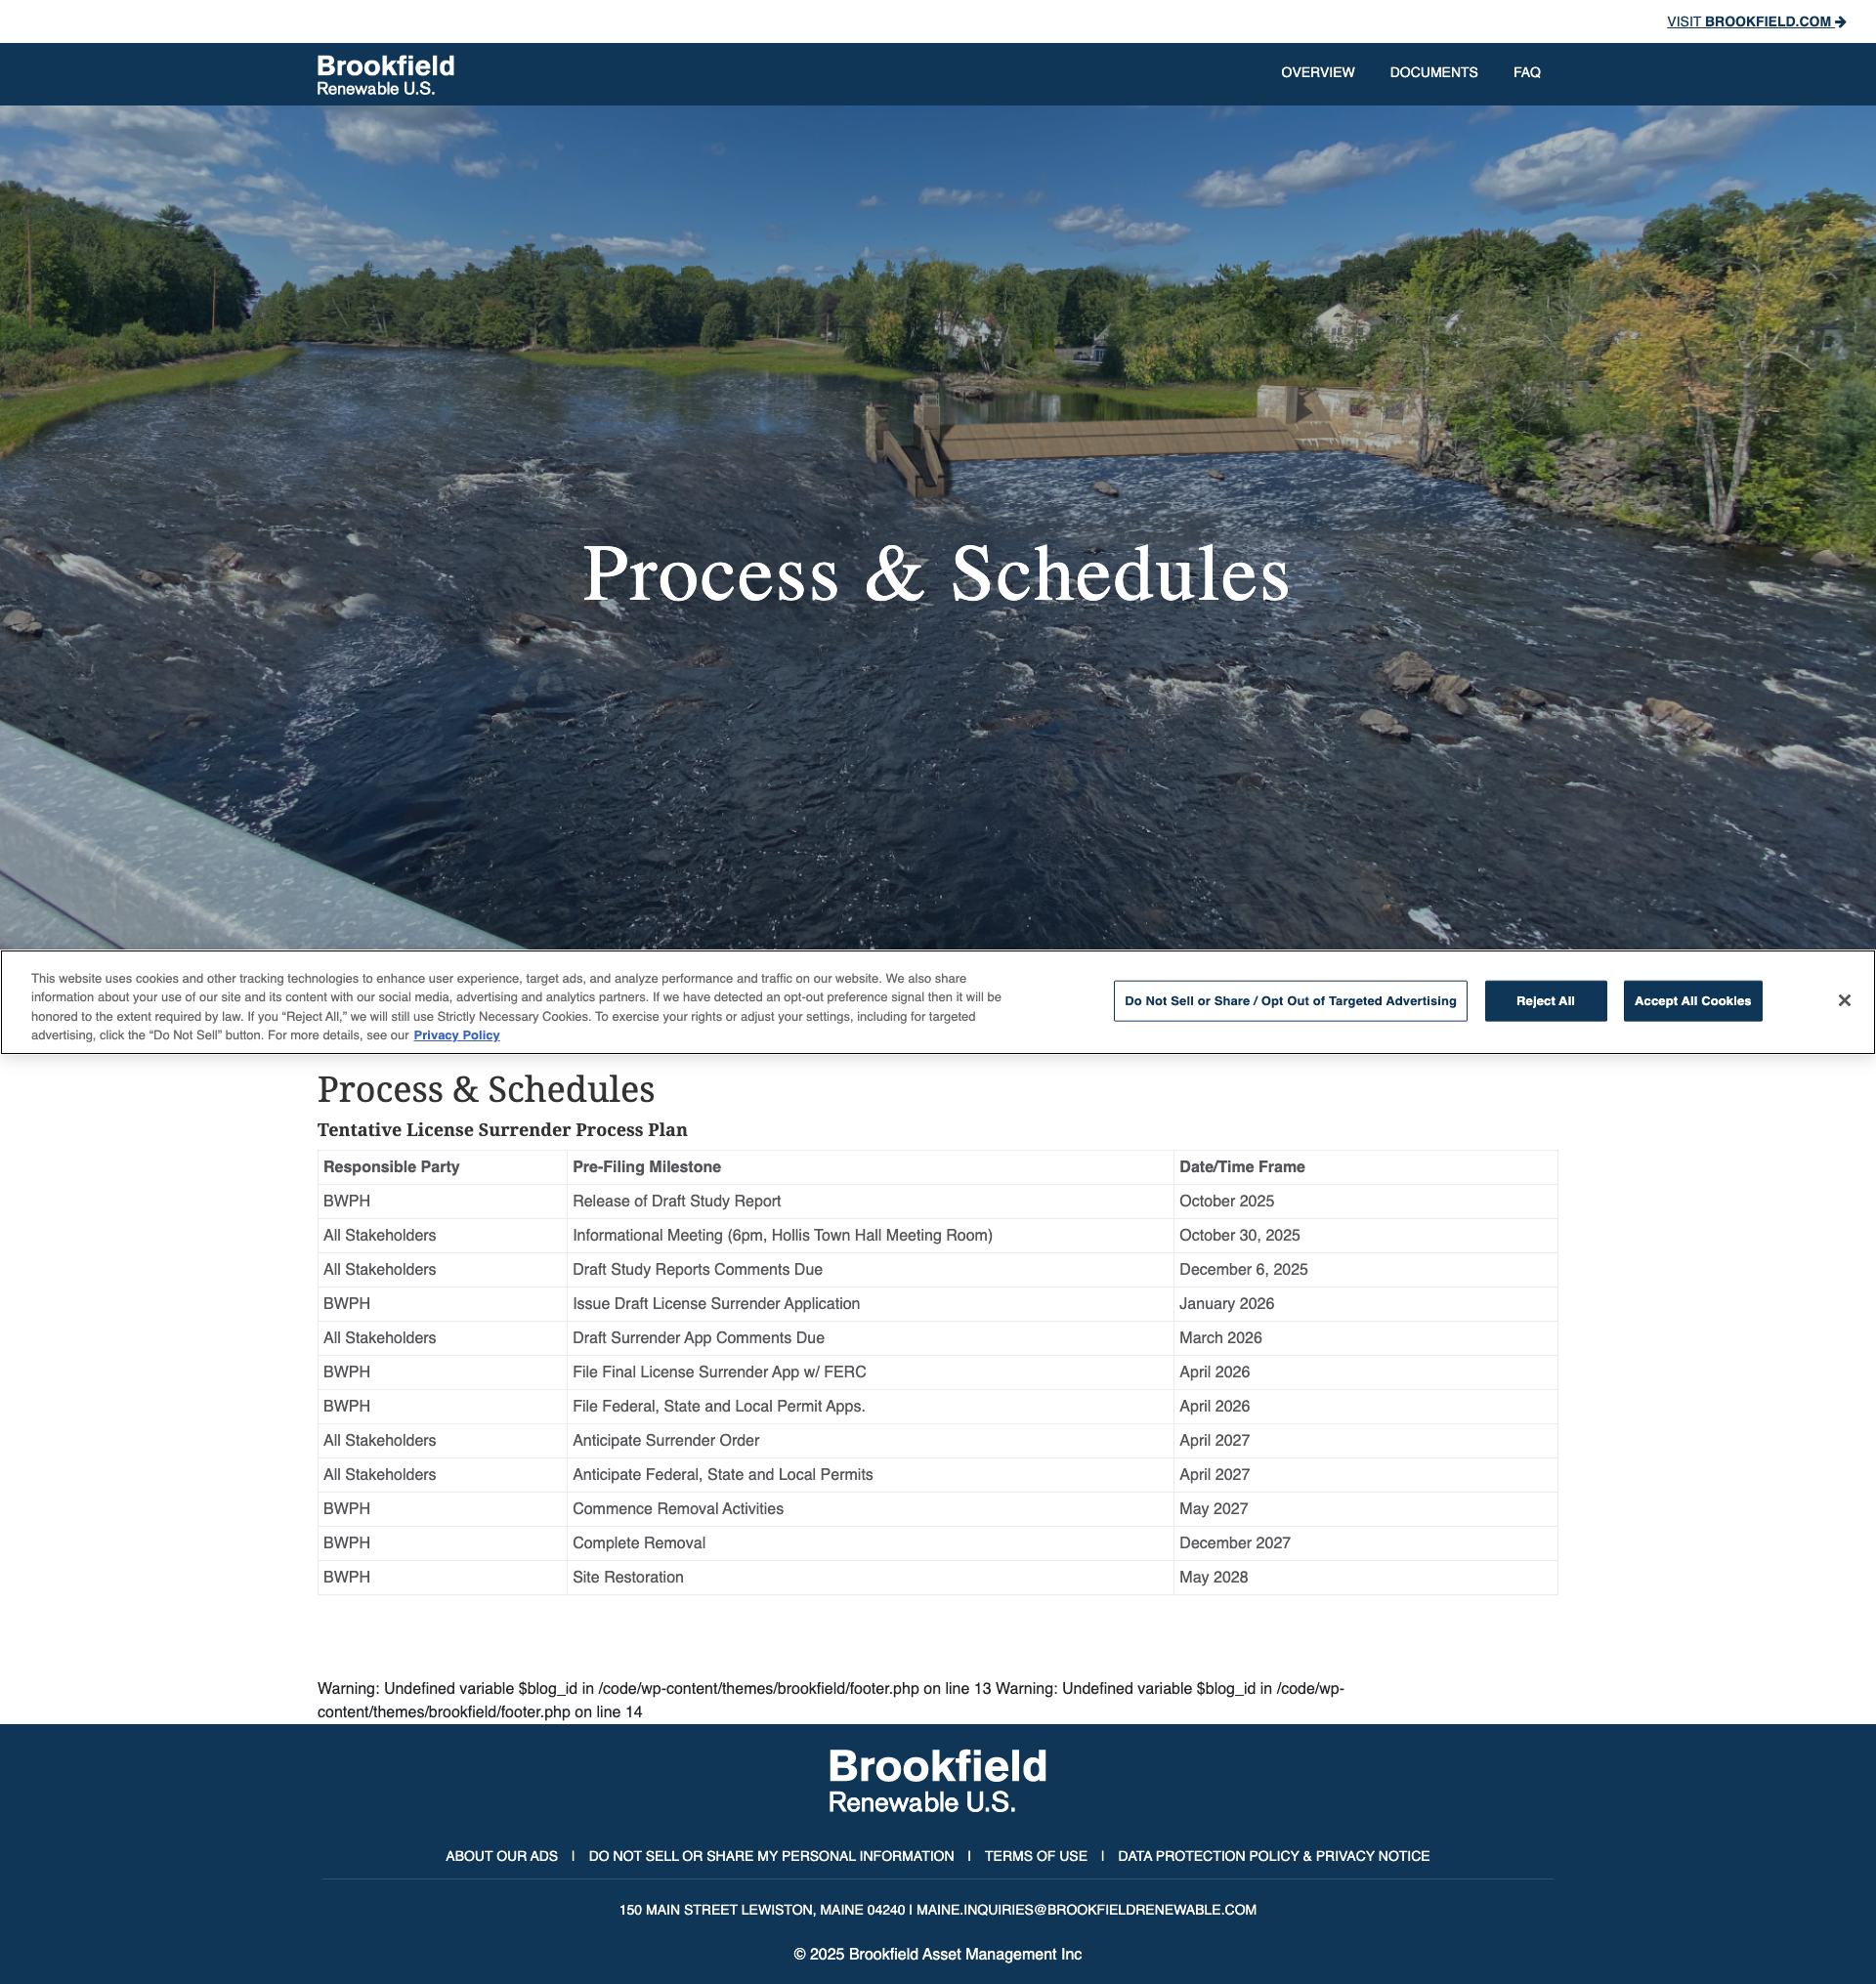 VISIT BROOKFIELD.COM
Brookfield
Renewable U.S.
OVERVIEW DOCUMENTS FAQ
Process & Schedules
This website uses cookies and other tracking technologies to enhance user experience, target ads, and analyze performance and traffic on our website. We also share
information about your use of our site and its content with our social media, advertising and analytics partners. If we have detected an opt-out preference signal then it will be
honored to the extent required by law. If you “Reject All,” we will still use Strictly Necessary Cookies. To exercise your rights or adjust your settings, including for targeted
advertising, click the “Do Not Sell” button. For more details, see our Privacy Policy
Do Not Sell or Share / Opt Out of Targeted Advertising Reject All Accept All Cookies
Process & Schedules
Tentative License Surrender Process Plan
Responsible Party Pre-Filing Milestone Date/Time Frame
BWPH Release of Draft Study Report October 2025
All Stakeholders Informational Meeting (6pm, Hollis Town Hall Meeting Room) October 30, 2025
All Stakeholders Draft Study Reports Comments Due December 6, 2025
BWPH Issue Draft License Surrender Application January 2026
All Stakeholders Draft Surrender App Comments Due March 2026
BWPH File Final License Surrender App w/ FERC April 2026
BWPH File Federal, State and Local Permit Apps. April 2026
All Stakeholders Anticipate Surrender Order April 2027
All Stakeholders Anticipate Federal, State and Local Permits April 2027
BWPH Commence Removal Activities May 2027
BWPH Complete Removal December 2027
BWPH Site Restoration May 2028
Warning: Undefined variable $blog_id in /code/wp-content/themes/brookfield/footer.php on line 13 Warning: Undefined variable $blog_id in /code/wp-
content/themes/brookfield/footer.php on line 14
Brookfield
Renewable U.S.
ABOUT OUR ADS | DO NOT SELL OR SHARE MY PERSONAL INFORMATION | TERMS OF USE | DATA PROTECTION POLICY & PRIVACY NOTICE
150 MAIN STREET LEWISTON, MAINE 04240 | MAINE.INQUIRIES@BROOKFIELDRENEWABLE.COM
© 2025 Brookfield Asset Management Inc